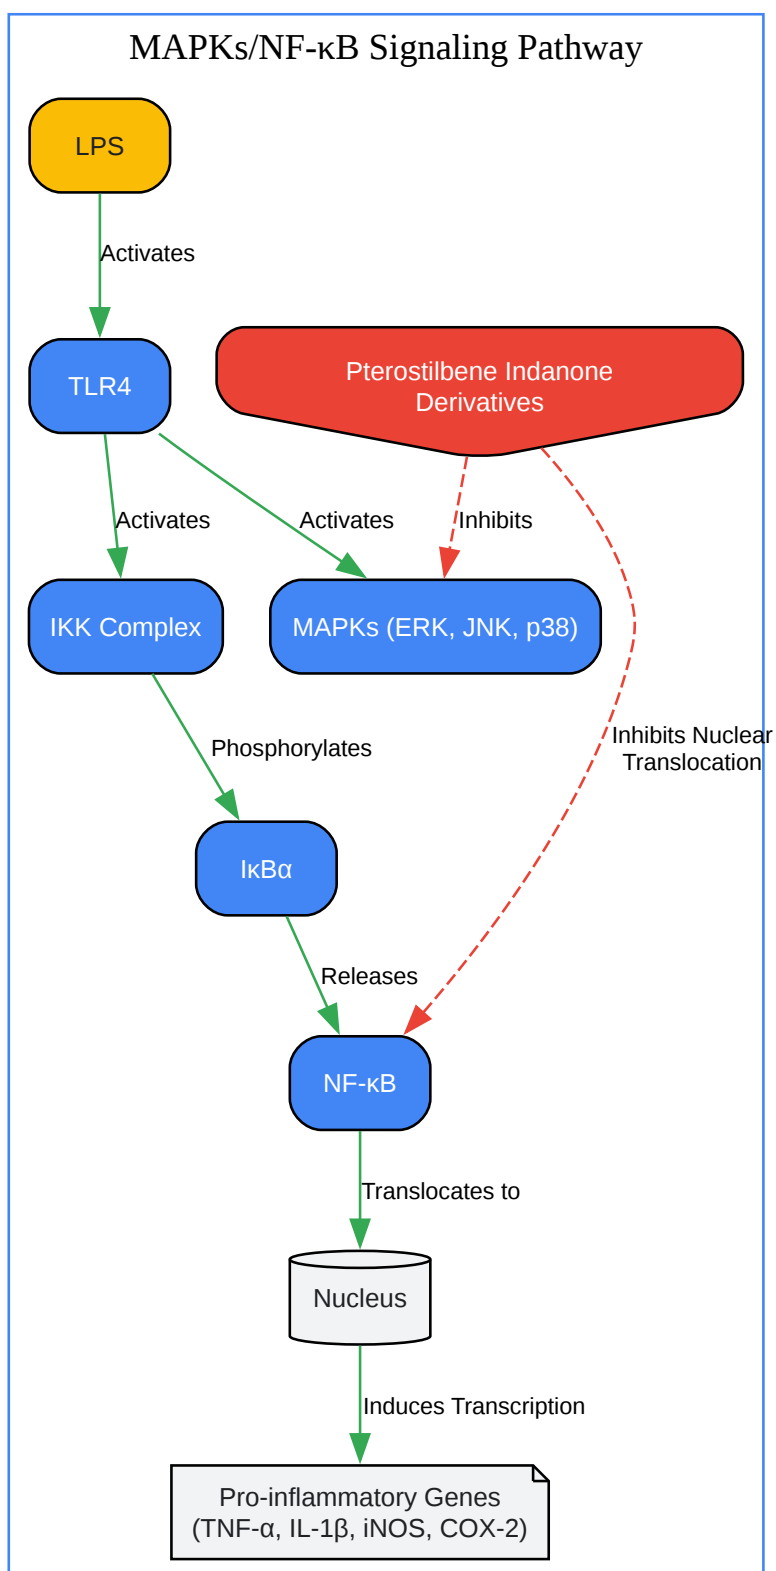 MAPKs/NF-κB Signaling Pathway
LPS
Activates
TLR4
Pterostilbene Indanone
Derivatives
Activates
Activates
Inhibits
IKK Complex
MAPKs (ERK, JNK, p38)
Inhibits Nuclear
Translocation
Phosphorylates
IκBα
Releases
NF-κB
Translocates to
Nucleus
Induces Transcription
Pro-inflammatory Genes
(TNF-α, IL-1β, iNOS, COX-2)